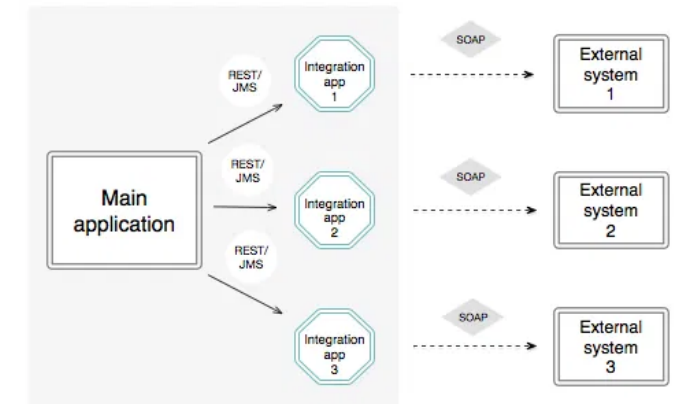 REST/
JMS
Integration
app
1
SOAP
External
system
1
Main
application
REST/
JMS
Integration
app
2
SOAP
External
system
2
REST/
JMS
Integration
app
3
SOAP
External
system
3